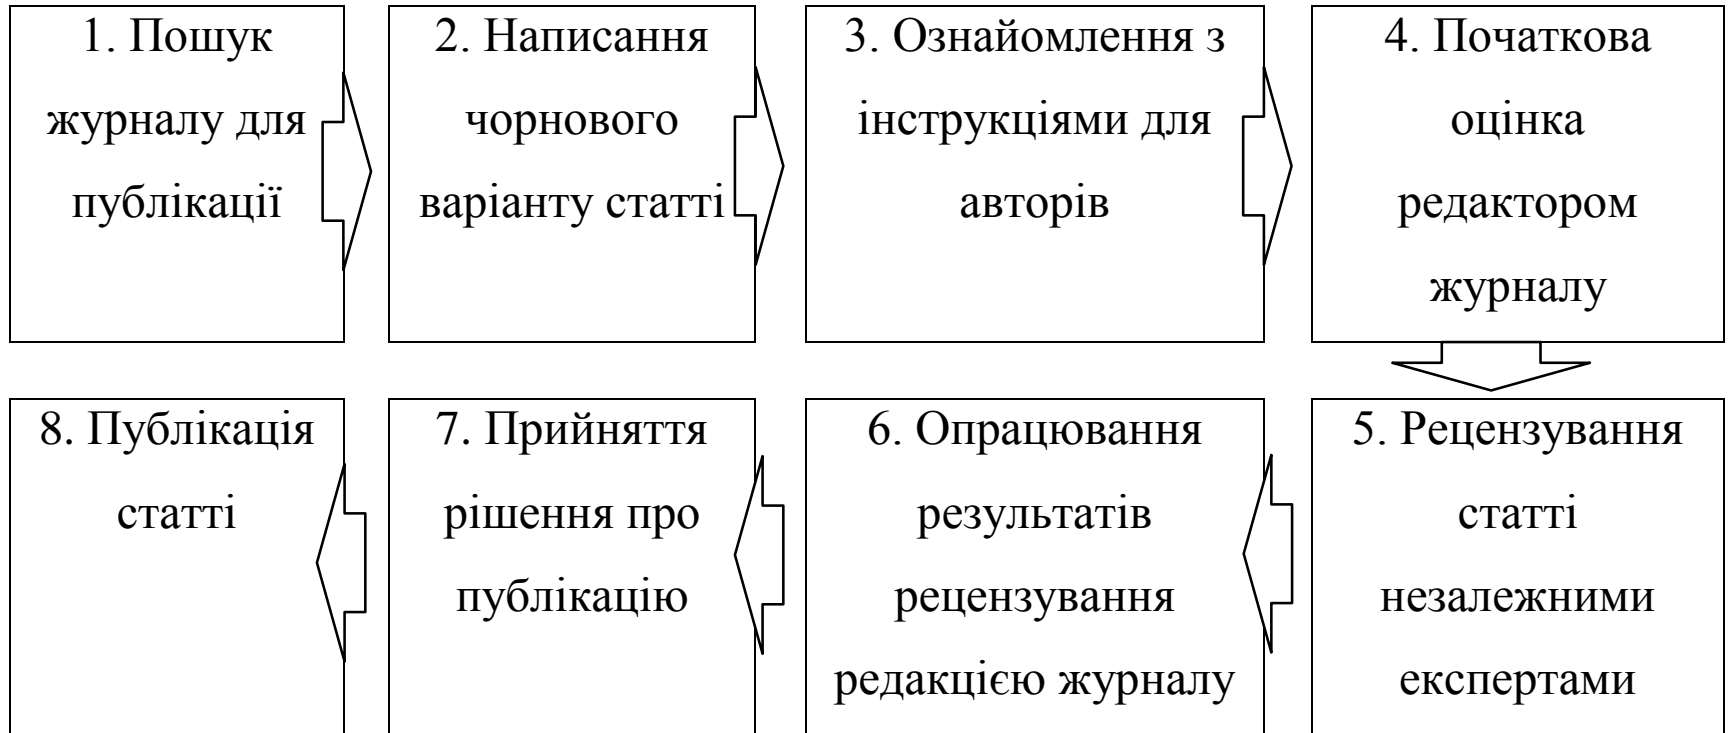 1. Пошук
журналу для
публікації
2. Написання
чорнового
варіанту статті
3. Ознайомлення з
інструкціями для
авторів
4. Початкова
оцінка
редактором
журналу
5. Рецензування
статті
незалежними
експертами
6. Опрацювання
результатів
рецензування
редакцією журналу
7. Прийняття
рішення про
публікацію
8. Публікація
статті